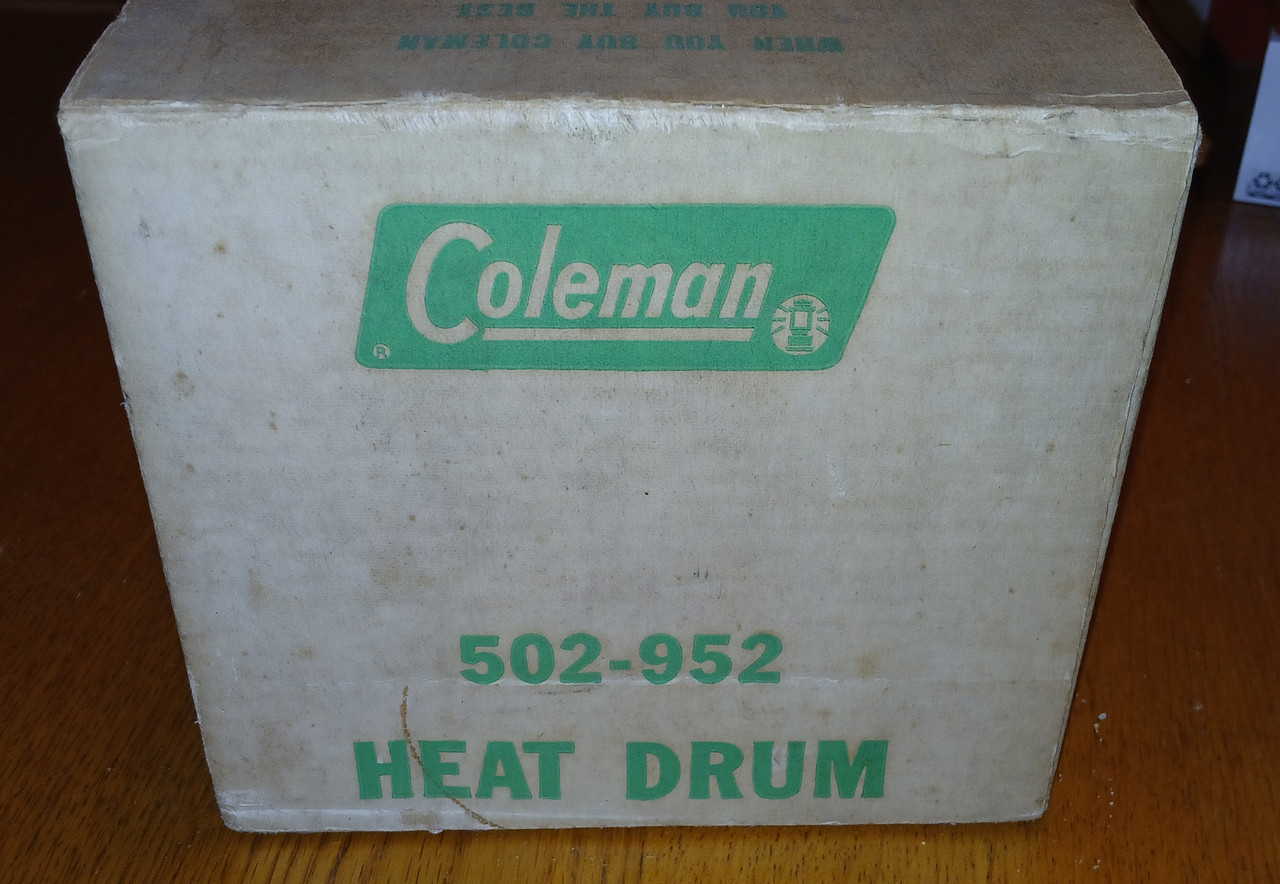 WHEN YOU BUY COLEMAN
YOU BUY THE BEST
Coleman
®
502-952
HEAT DRUM